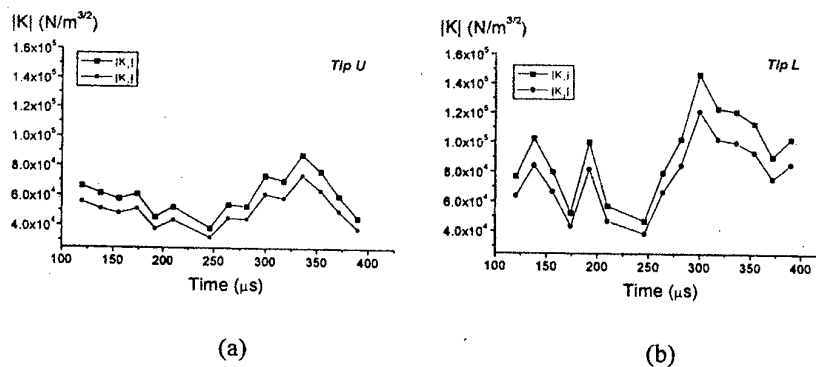 |K| (N/m^3/2)
1.6x10^5
1.4x10^5
1.2x10^5
1.0x10^5
8.0x10^4
6.0x10^4
4.0x10^4
Tip U
100 150 200 250 300 350 400
Time (μs)
(a)
|K| (N/m^3/2)
1.6x10^5
1.4x10^5
1.2x10^5
1.0x10^5
8.0x10^4
6.0x10^4
4.0x10^4
Tip L
100 150 200 250 300 350 400
Time (μs)
(b)